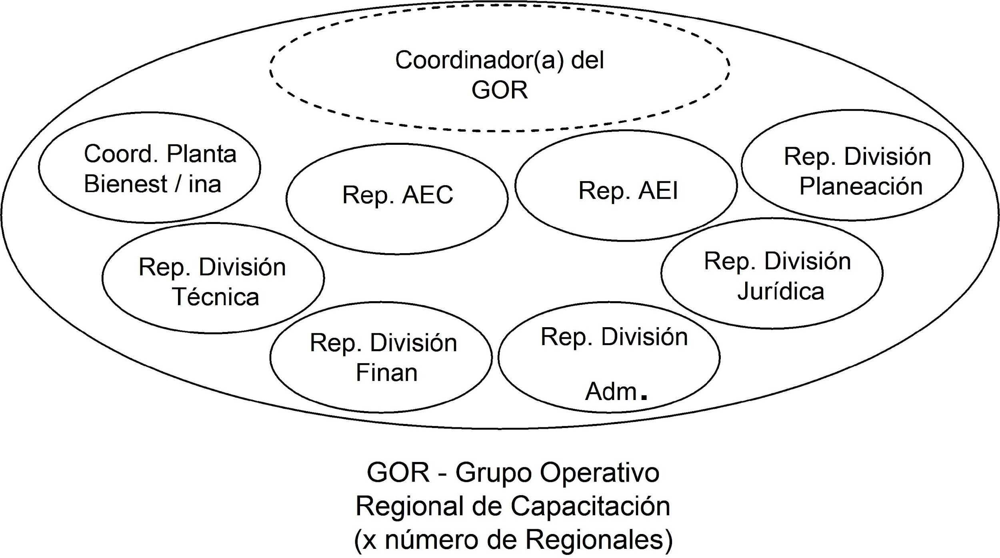 Coordinador(a) del
GOR
Coord. Planta
Bienest / ina
Rep. AEC
Rep. AEI
Rep. División
Planeación
Rep. División
Técnica
Rep. División
Jurídica
Rep. División
Finan
Rep. División
Adm.
GOR - Grupo Operativo
Regional de Capacitación
(x número de Regionales)